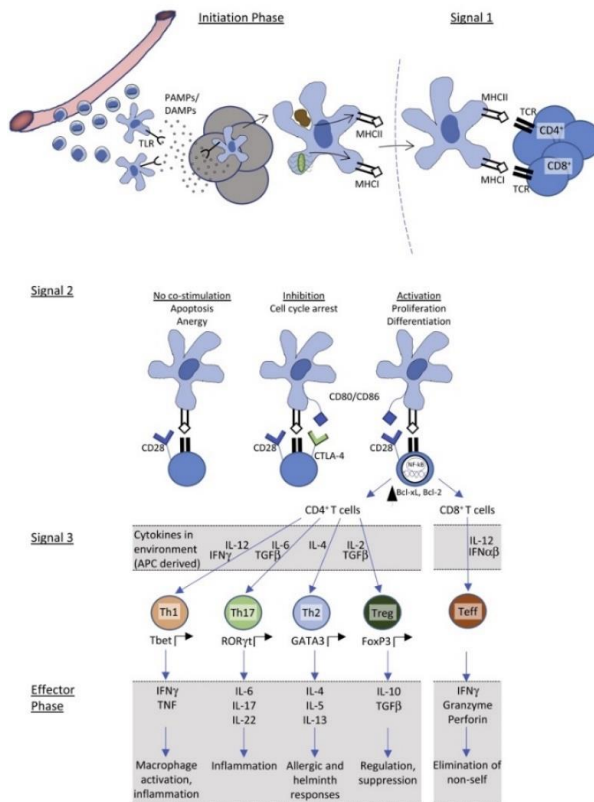 Initiation Phase
Signal 1
PAMPs/
DAMPs
TLR
MHCII
MHCI
MHCII
TCR
CD4⁺
CD8⁺
MHCI
TCR
Signal 2
No co-stimulation
Apoptosis
Anergy
Inhibition
Cell cycle arrest
Activation
Proliferation
Differentiation
CD80/CD86
CD28
CD28
CTLA-4
CD28
NF-kB
Bcl-xL, Bcl-2
CD4⁺ T cells
CD8⁺ T cells
Signal 3
Cytokines in
environment
(APC derived)
IL-12
IFNγ
IL-6
TGFβ
IL-4
IL-2
TGFβ
IL-12
IFNαβ
Th1
Th17
Th2
Treg
Teff
Tbet
RORγt
GATA3
FoxP3
Effector
Phase
IFNγ
TNF
IL-6
IL-17
IL-22
IL-4
IL-5
IL-13
IL-10
TGFβ
IFNγ
Granzyme
Perforin
Macrophage
activation,
inflammation
Inflammation
Allergic and
helminth
responses
Regulation,
suppression
Elimination of
non-self